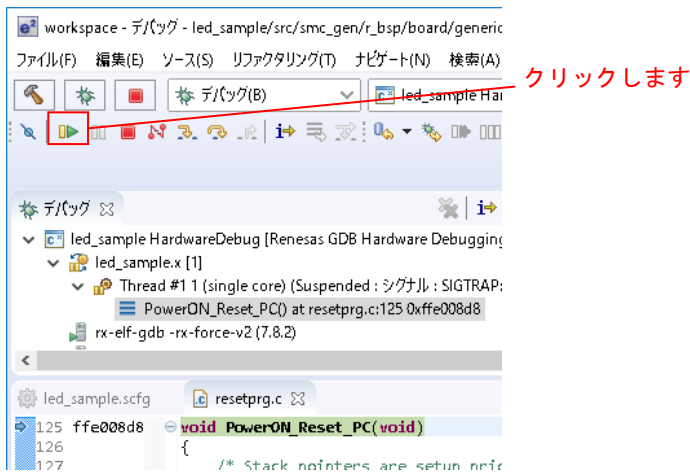 workspace - デバッグ - led_sample/src/smc_gen/r_bsp/board/generic
ファイル(F) 編集(E) ソース(S) リファクタリング(T) ナビゲート(N) 検索(A)
クリックします
デバッグ(B)
led_sample Har
デバッグ
led_sample HardwareDebug [Renesas GDB Hardware Debugging
led_sample.x [1]
Thread #1 1 (single core) (Suspended : シグナル : SIGTRAP:
PowerON_Reset_PC() at resetprg.c:125 0xffe008d8
rx-elf-gdb -rx-force-v2 (7.8.2)
led_sample.scfg resetprg.c
125 ffe008d8 void PowerON_Reset_PC(void)
126 {
127 /* Stack pointers are setup pric